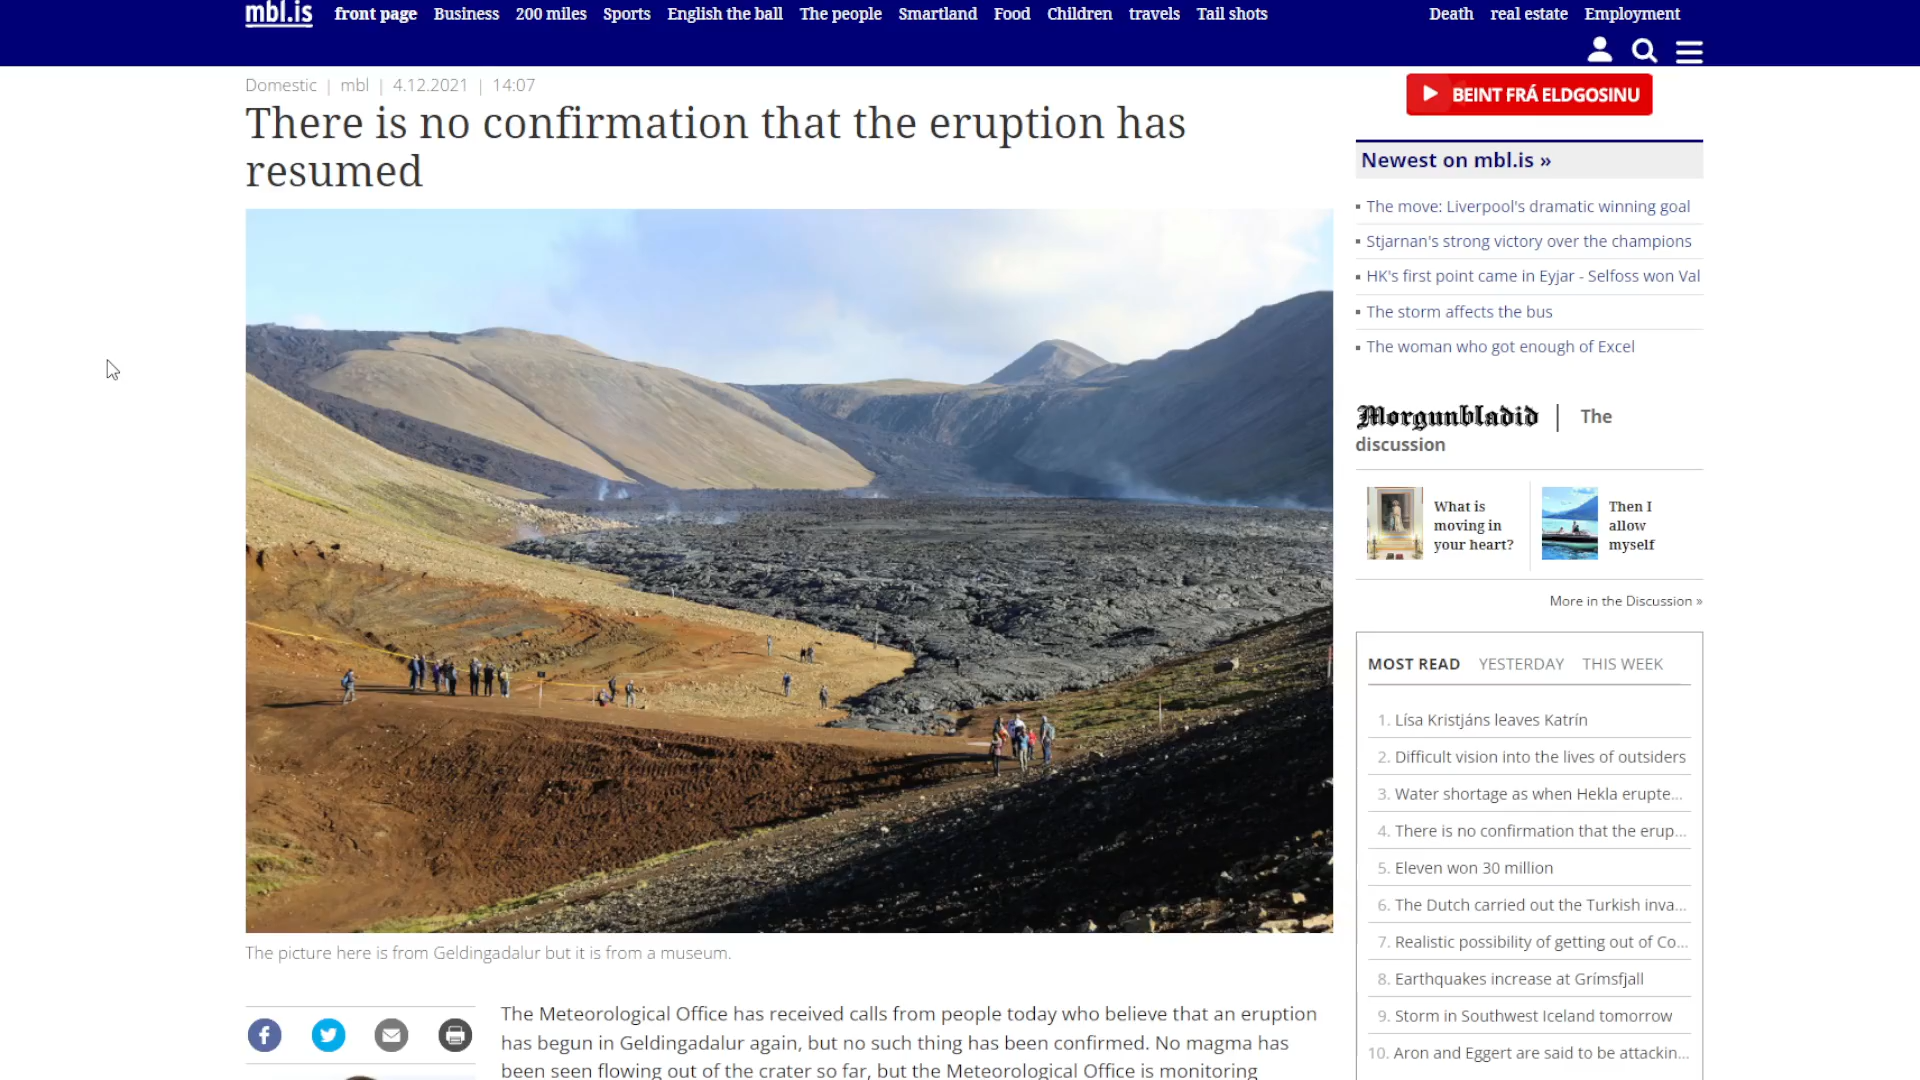 mbl.is front page Business 200 miles Sports English the ball The people Smartland Food Children travels Tail shots Death real estate Employment
Domestic | mbl | 4.12.2021 | 14:07
There is no confirmation that the eruption has
resumed
The picture here is from Geldingadalur but it is from a museum.
The Meteorological Office has received calls from people today who believe that an eruption
has begun in Geldingadalur again, but no such thing has been confirmed. No magma has
been seen flowing out of the crater so far, but the Meteorological Office is monitoring
BEINT FRÁ ELDGOSINU
Newest on mbl.is »
The move: Liverpool's dramatic winning goal
Stjarnan's strong victory over the champions
HK's first point came in Eyjar - Selfoss won Val
The storm affects the bus
The woman who got enough of Excel
Morgunbladid | The
discussion
What is
moving in
your heart?
Then I
allow
myself
More in the Discussion »
MOST READ YESTERDAY THIS WEEK
1. Lísa Kristjáns leaves Katrín
2. Difficult vision into the lives of outsiders
3. Water shortage as when Hekla erupte...
4. There is no confirmation that the erup...
5. Eleven won 30 million
6. The Dutch carried out the Turkish inva...
7. Realistic possibility of getting out of Co...
8. Earthquakes increase at Grímsfjall
9. Storm in Southwest Iceland tomorrow
10. Aron and Eggert are said to be attackin...